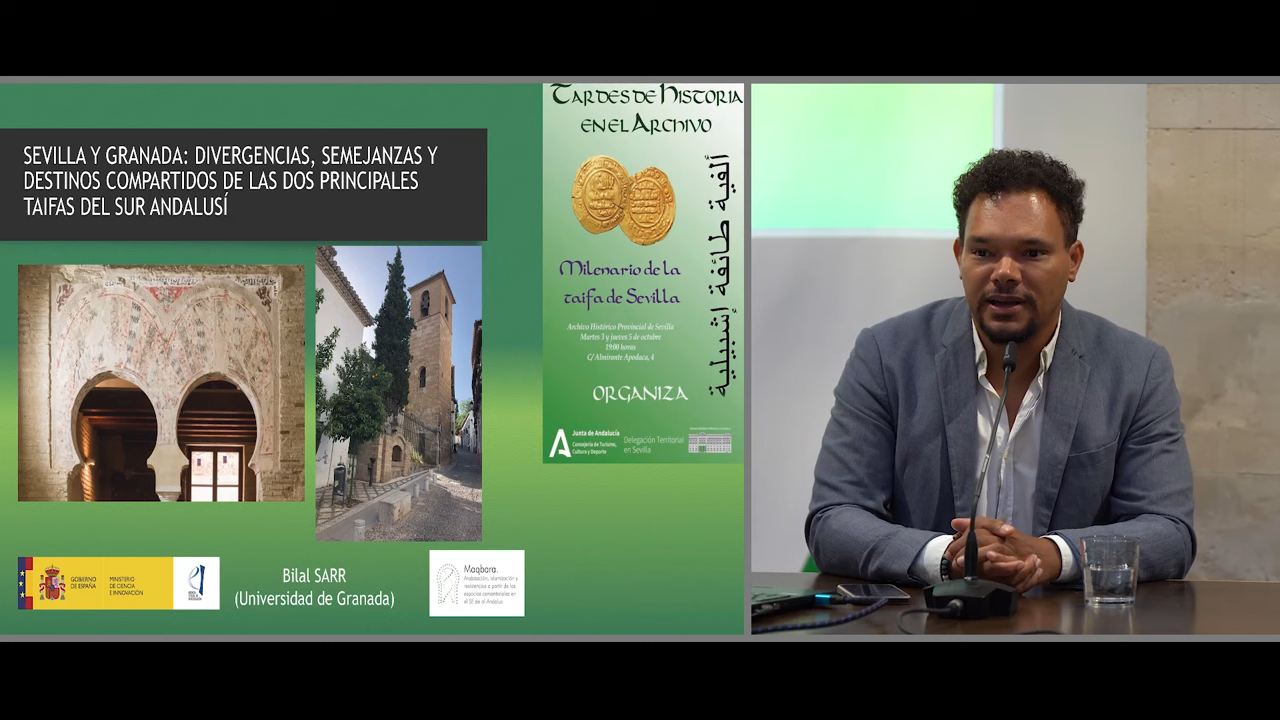 SEVILLA Y GRANADA: DIVERGENCIAS, SEMEJANZAS Y
DESTINOS COMPARTIDOS DE LAS DOS PRINCIPALES
TAIFAS DEL SUR ANDALUSÍ
GOBIERNO
DE ESPAÑA
MINISTERIO
DE CIENCIA
E INNOVACIÓN
Bilal SARR
(Universidad de Granada)
Maqbara.
TARDES DE HISTORIA
EN EL ARCHIVO
ألفية طائفة إشبيلية
Milenario de la
taifa de Sevilla
Archivo Histórico Provincial de Sevilla
Martes 3 y jueves 5 de octubre
19:00 horas
C/ Almirante Apodaca, 4
ORGANIZA
Junta de Andalucía
Consejería de Turismo,
Cultura y Deporte
Delegación Territorial
en Sevilla